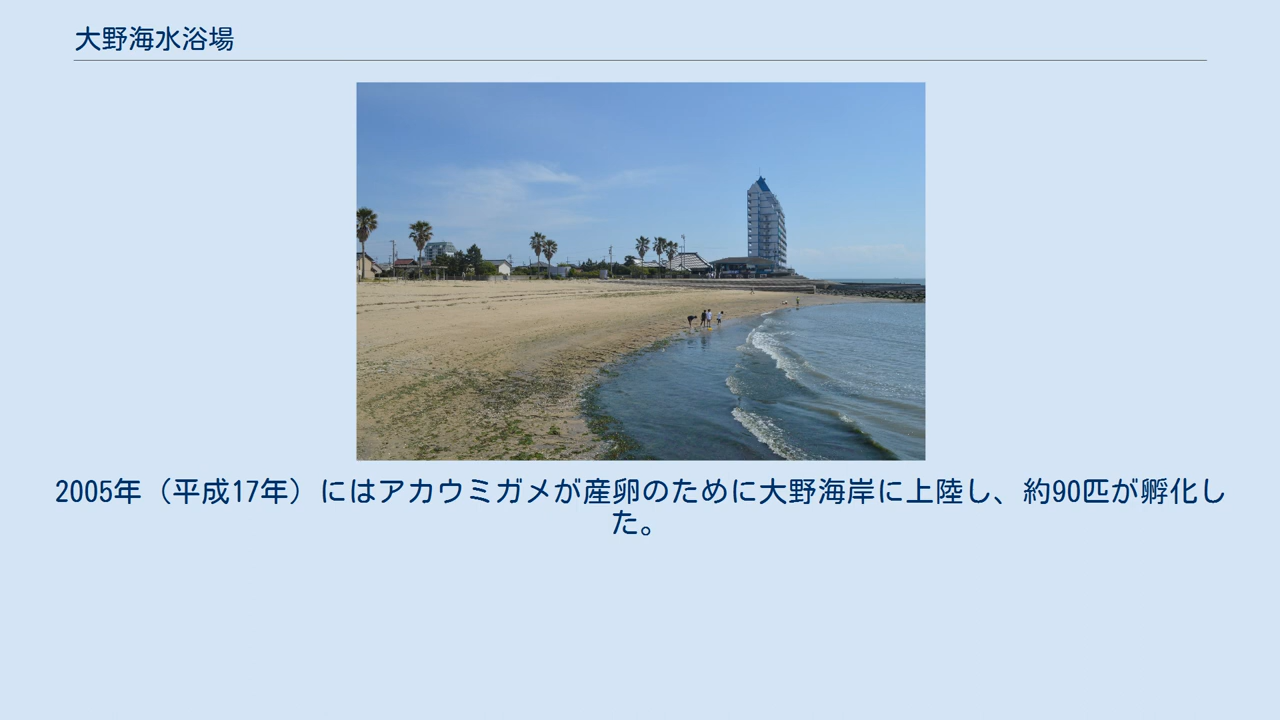 大野海水浴場
2005年（平成17年）にはアカウミガメが産卵のために大野海岸に上陸し、約90匹が孵化し
た。